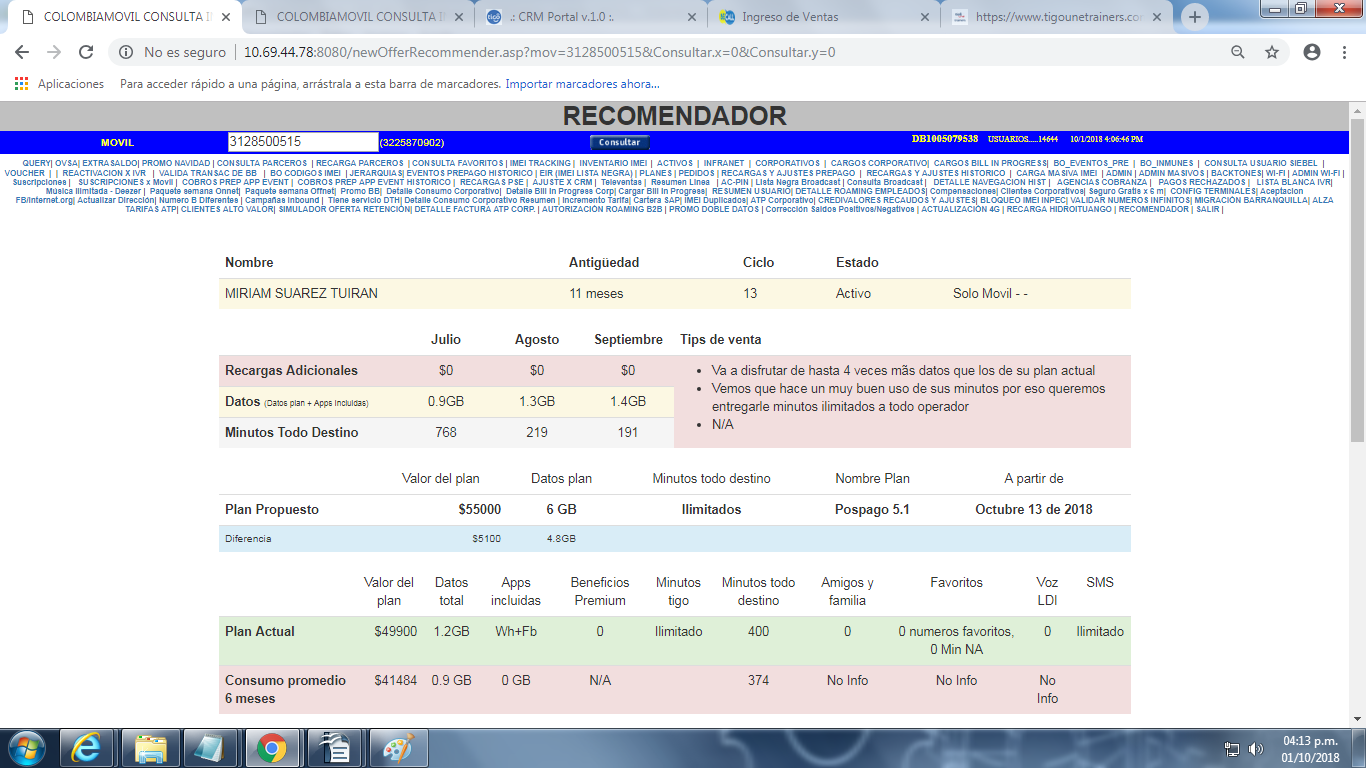 COLOMBIAMOVIL CONSULTA I
COLOMBIAMOVIL CONSULTA I
.: CRM Portal v.1.0 :.
Ingreso de Ventas
https://www.tigounetrainers.com
No es seguro | 10.69.44.78:8080/newOfferRecommender.asp?mov=3128500515&Consultar.x=0&Consultar.y=0
Aplicaciones Para acceder rápido a una página, arrástrala a esta barra de marcadores. Importar marcadores ahora...
RECOMENDADOR
MOVIL 3128500515 (3225870902) Consultar DB1005079538 USUARIOS.....14644 10/1/2018 4:06:46 PM
QUERY| OVSA| EXTRASALDO| PROMO NAVIDAD | CONSULTA PARCEROS | RECARGA PARCEROS | CONSULTA FAVORITOS | IMEI TRACKING | INVENTARIO IMEI | ACTIVOS | INFRANET | CORPORATIVOS | CARGOS CORPORATIVO| CARGOS BILL IN PROGRESS| BO_EVENTOS_PRE | BO_INMUNES | CONSULTA USUARIO SIEBEL |
VOUCHER | | REACTIVACION X IVR | VALIDA TRANSAC DE BB | BO CODIGOS IMEI | JERARQUIAS| EVENTOS PREPAGO HISTORICO | EIR (IMEI LISTA NEGRA) | PLANES | PEDIDOS | RECARGAS Y AJUSTES PREPAGO | RECARGAS Y AJUSTES HISTORICO | CARGA MASIVA IMEI | ADMIN | ADMIN MASIVOS | BACKTONES| WI-FI | ADMIN WI-FI |
Suscripciones | SUSCRIPCIONES x Movil | COBROS PREP APP EVENT | COBROS PREP APP EVENT HISTORICO | RECARGAS PSE | AJUSTE X CRM | Televentas | Resumen Linea | AC-PIN | Lista Negra Broadcast | Consulta Broadcast | DETALLE NAVEGACION HIST | AGENCIAS COBRANZA | PAGOS RECHAZADOS | LISTA BLANCA IVR|
Musica Ilimitada - Deezer | Paquete semana Onnet| Paquete semana Offnet| Promo BB| Detalle Consumo Corporativo| Detalle Bill In Progress Corp| Cargar Bill In Progress| RESUMEN USUARIO| DETALLE ROAMING EMPLEADOS| Compensaciones| Clientes Corporativos| Seguro Gratis x 6 m| CONFIG TERMINALES| Aceptacion
FB/Internet.org| Actualizar Dirección| Numero B Diferentes | Campañas Inbound | Tiene servicio DTH| Detalle Consumo Corporativo Resumen | Incremento Tarifa| Cartera SAP| IMEI Duplicados| ATP Corporativo| CREDIVALORES RECAUDOS Y AJUSTES| BLOQUEO IMEI INPEC| VALIDAR NUMEROS INFINITOS| MIGRACIÓN BARRANQUILLA| ALZA
TARIFAS ATP| CLIENTES ALTO VALOR| SIMULADOR OFERTA RETENCIÓN| DETALLE FACTURA ATP CORP. | AUTORIZACIÓN ROAMING B2B | PROMO DOBLE DATOS | Corrección Saldos Positivos/Negativos | ACTUALIZACIÓN 4G | RECARGA HIDROITUANGO | RECOMENDADOR | SALIR |
Nombre Antigüedad Ciclo Estado
MIRIAM SUAREZ TUIRAN 11 meses 13 Activo Solo Movil - -
Julio Agosto Septiembre Tips de venta
Recargas Adicionales $0 $0 $0
Datos (Datos plan + Apps Incluidas) 0.9GB 1.3GB 1.4GB
Minutos Todo Destino 768 219 191
• Va a disfrutar de hasta 4 veces mãs datos que los de su plan actual
• Vemos que hace un muy buen uso de sus minutos por eso queremos
entregarle minutos ilimitados a todo operador
• N/A
Valor del plan Datos plan Minutos todo destino Nombre Plan A partir de
Plan Propuesto $55000 6 GB Ilimitados Pospago 5.1 Octubre 13 de 2018
Diferencia $5100 4.8GB
Valor del plan Datos total Apps incluidas Beneficios Premium Minutos tigo Minutos todo destino Amigos y familia Favoritos Voz LDI SMS
Plan Actual $49900 1.2GB Wh+Fb 0 Ilimitado 400 0 0 numeros favoritos, 0 Min NA 0 Ilimitado
Consumo promedio 6 meses $41484 0.9 GB 0 GB N/A 374 No Info No Info No Info
04:13 p.m.
01/10/2018